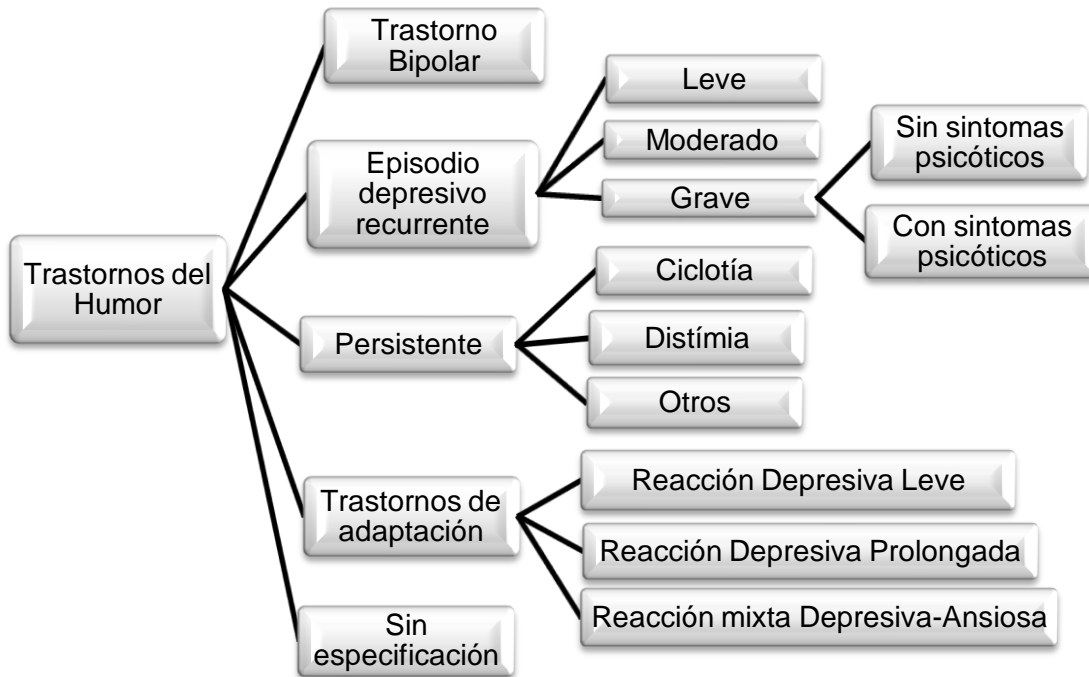 Trastornos del
Humor
Trastorno
Bipolar
Episodio
depresivo
recurrente
Leve
Moderado
Grave
Sin sintomas
psicóticos
Con sintomas
psicóticos
Persistente
Ciclotía
Distímia
Otros
Trastornos de
adaptación
Reacción Depresiva Leve
Reacción Depresiva Prolongada
Reacción mixta Depresiva-Ansiosa
Sin
especificación